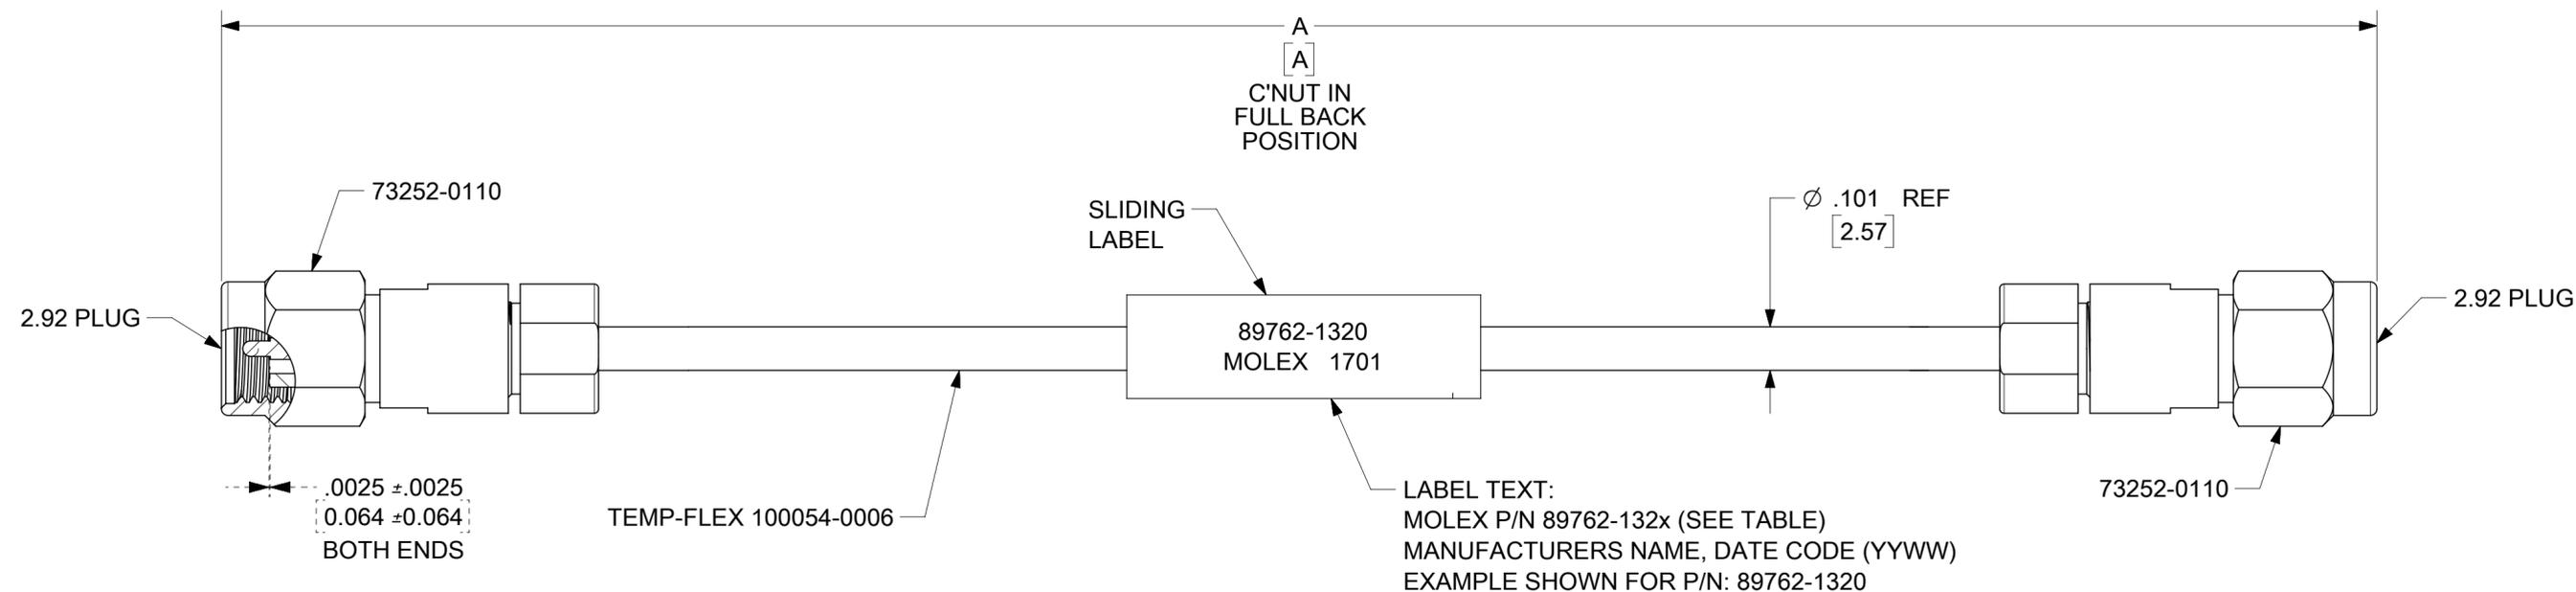 A
[A]
C'NUT IN
FULL BACK
POSITION
73252-0110
SLIDING
LABEL
Ø .101 REF
[2.57]
2.92 PLUG
89762-1320
MOLEX 1701
2.92 PLUG
.0025 ±.0025
[0.064 ±0.064]
BOTH ENDS
TEMP-FLEX 100054-0006
LABEL TEXT:
MOLEX P/N 89762-132x (SEE TABLE)
MANUFACTURERS NAME, DATE CODE (YYWW)
EXAMPLE SHOWN FOR P/N: 89762-1320
73252-0110